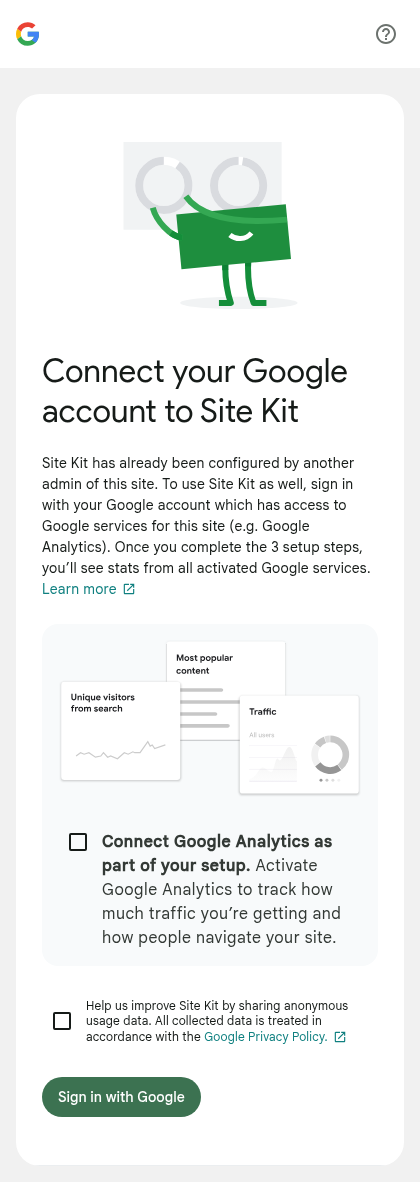 Connect your Google
account to Site Kit
Site Kit has already been configured by another
admin of this site. To use Site Kit as well, sign in
with your Google account which has access to
Google services for this site (e.g. Google
Analytics). Once you complete the 3 setup steps,
you’ll see stats from all activated Google services.
Learn more
Most popular
content
Unique visitors
from search
Traffic
All users
Connect Google Analytics as
part of your setup. Activate
Google Analytics to track how
much traffic you’re getting and
how people navigate your site.
Help us improve Site Kit by sharing anonymous
usage data. All collected data is treated in
accordance with the Google Privacy Policy.
Sign in with Google